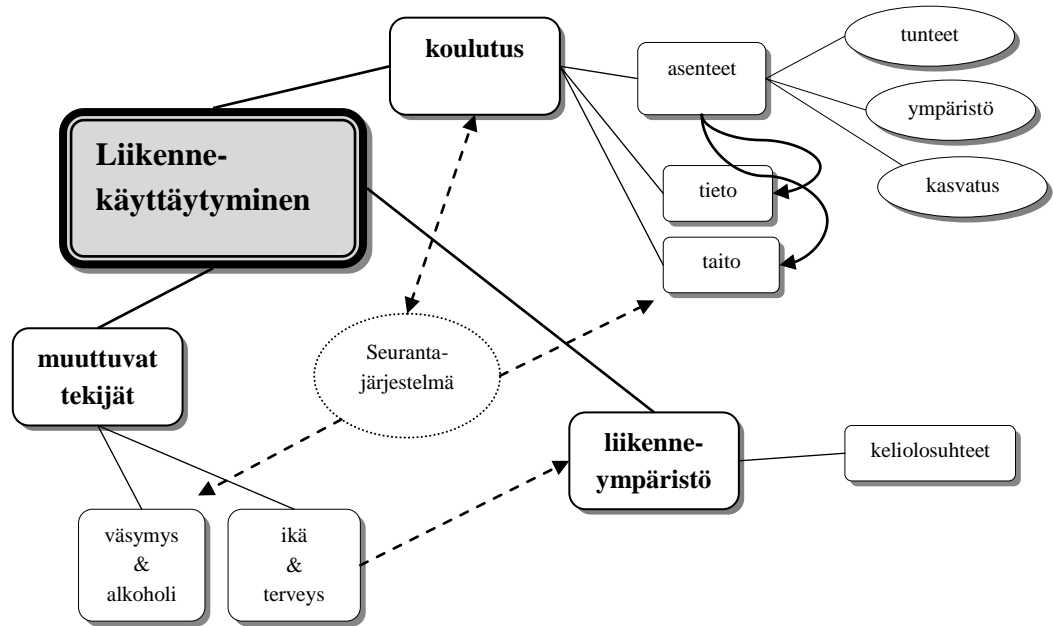 koulutus
asenteet
tunteet
ympäristö
kasvatus
Liikenne-
käyttäytyminen
tieto
taito
Seuranta-
järjestelmä
muuttuvat
tekijät
liikenne-
ympäristö
keliolosuhteet
väsymys
&
alkoholi
ikä
&
terveys